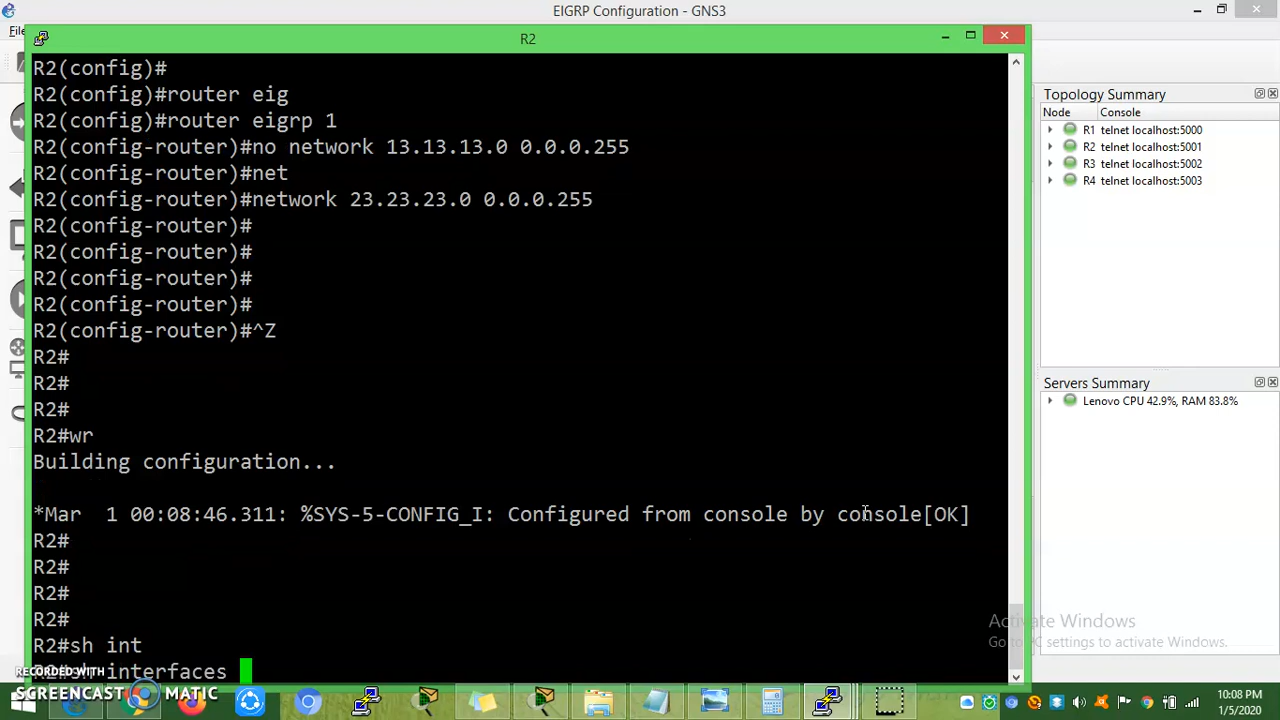 EIGRP Configuration - GNS3
R2
R2(config)#
R2(config)#router eig
R2(config)#router eigrp 1
R2(config-router)#no network 13.13.13.0 0.0.0.255
R2(config-router)#net
R2(config-router)#network 23.23.23.0 0.0.0.255
R2(config-router)#
R2(config-router)#
R2(config-router)#
R2(config-router)#
R2(config-router)#^Z
R2#
R2#
R2#
R2#wr
Building configuration...
*Mar  1 00:08:46.311: %SYS-5-CONFIG_I: Configured from console by console[OK]
R2#
R2#
R2#
R2#
R2#sh int
interfaces
Topology Summary
Node Console
R1 telnet localhost:5000
R2 telnet localhost:5001
R3 telnet localhost:5002
R4 telnet localhost:5003
Servers Summary
Lenovo CPU 42.9%, RAM 83.8%
Activate Windows
Go to PC settings to activate Windows.
RECORDED WITH
SCREENCAST MATIC
10:08 PM
1/5/2020